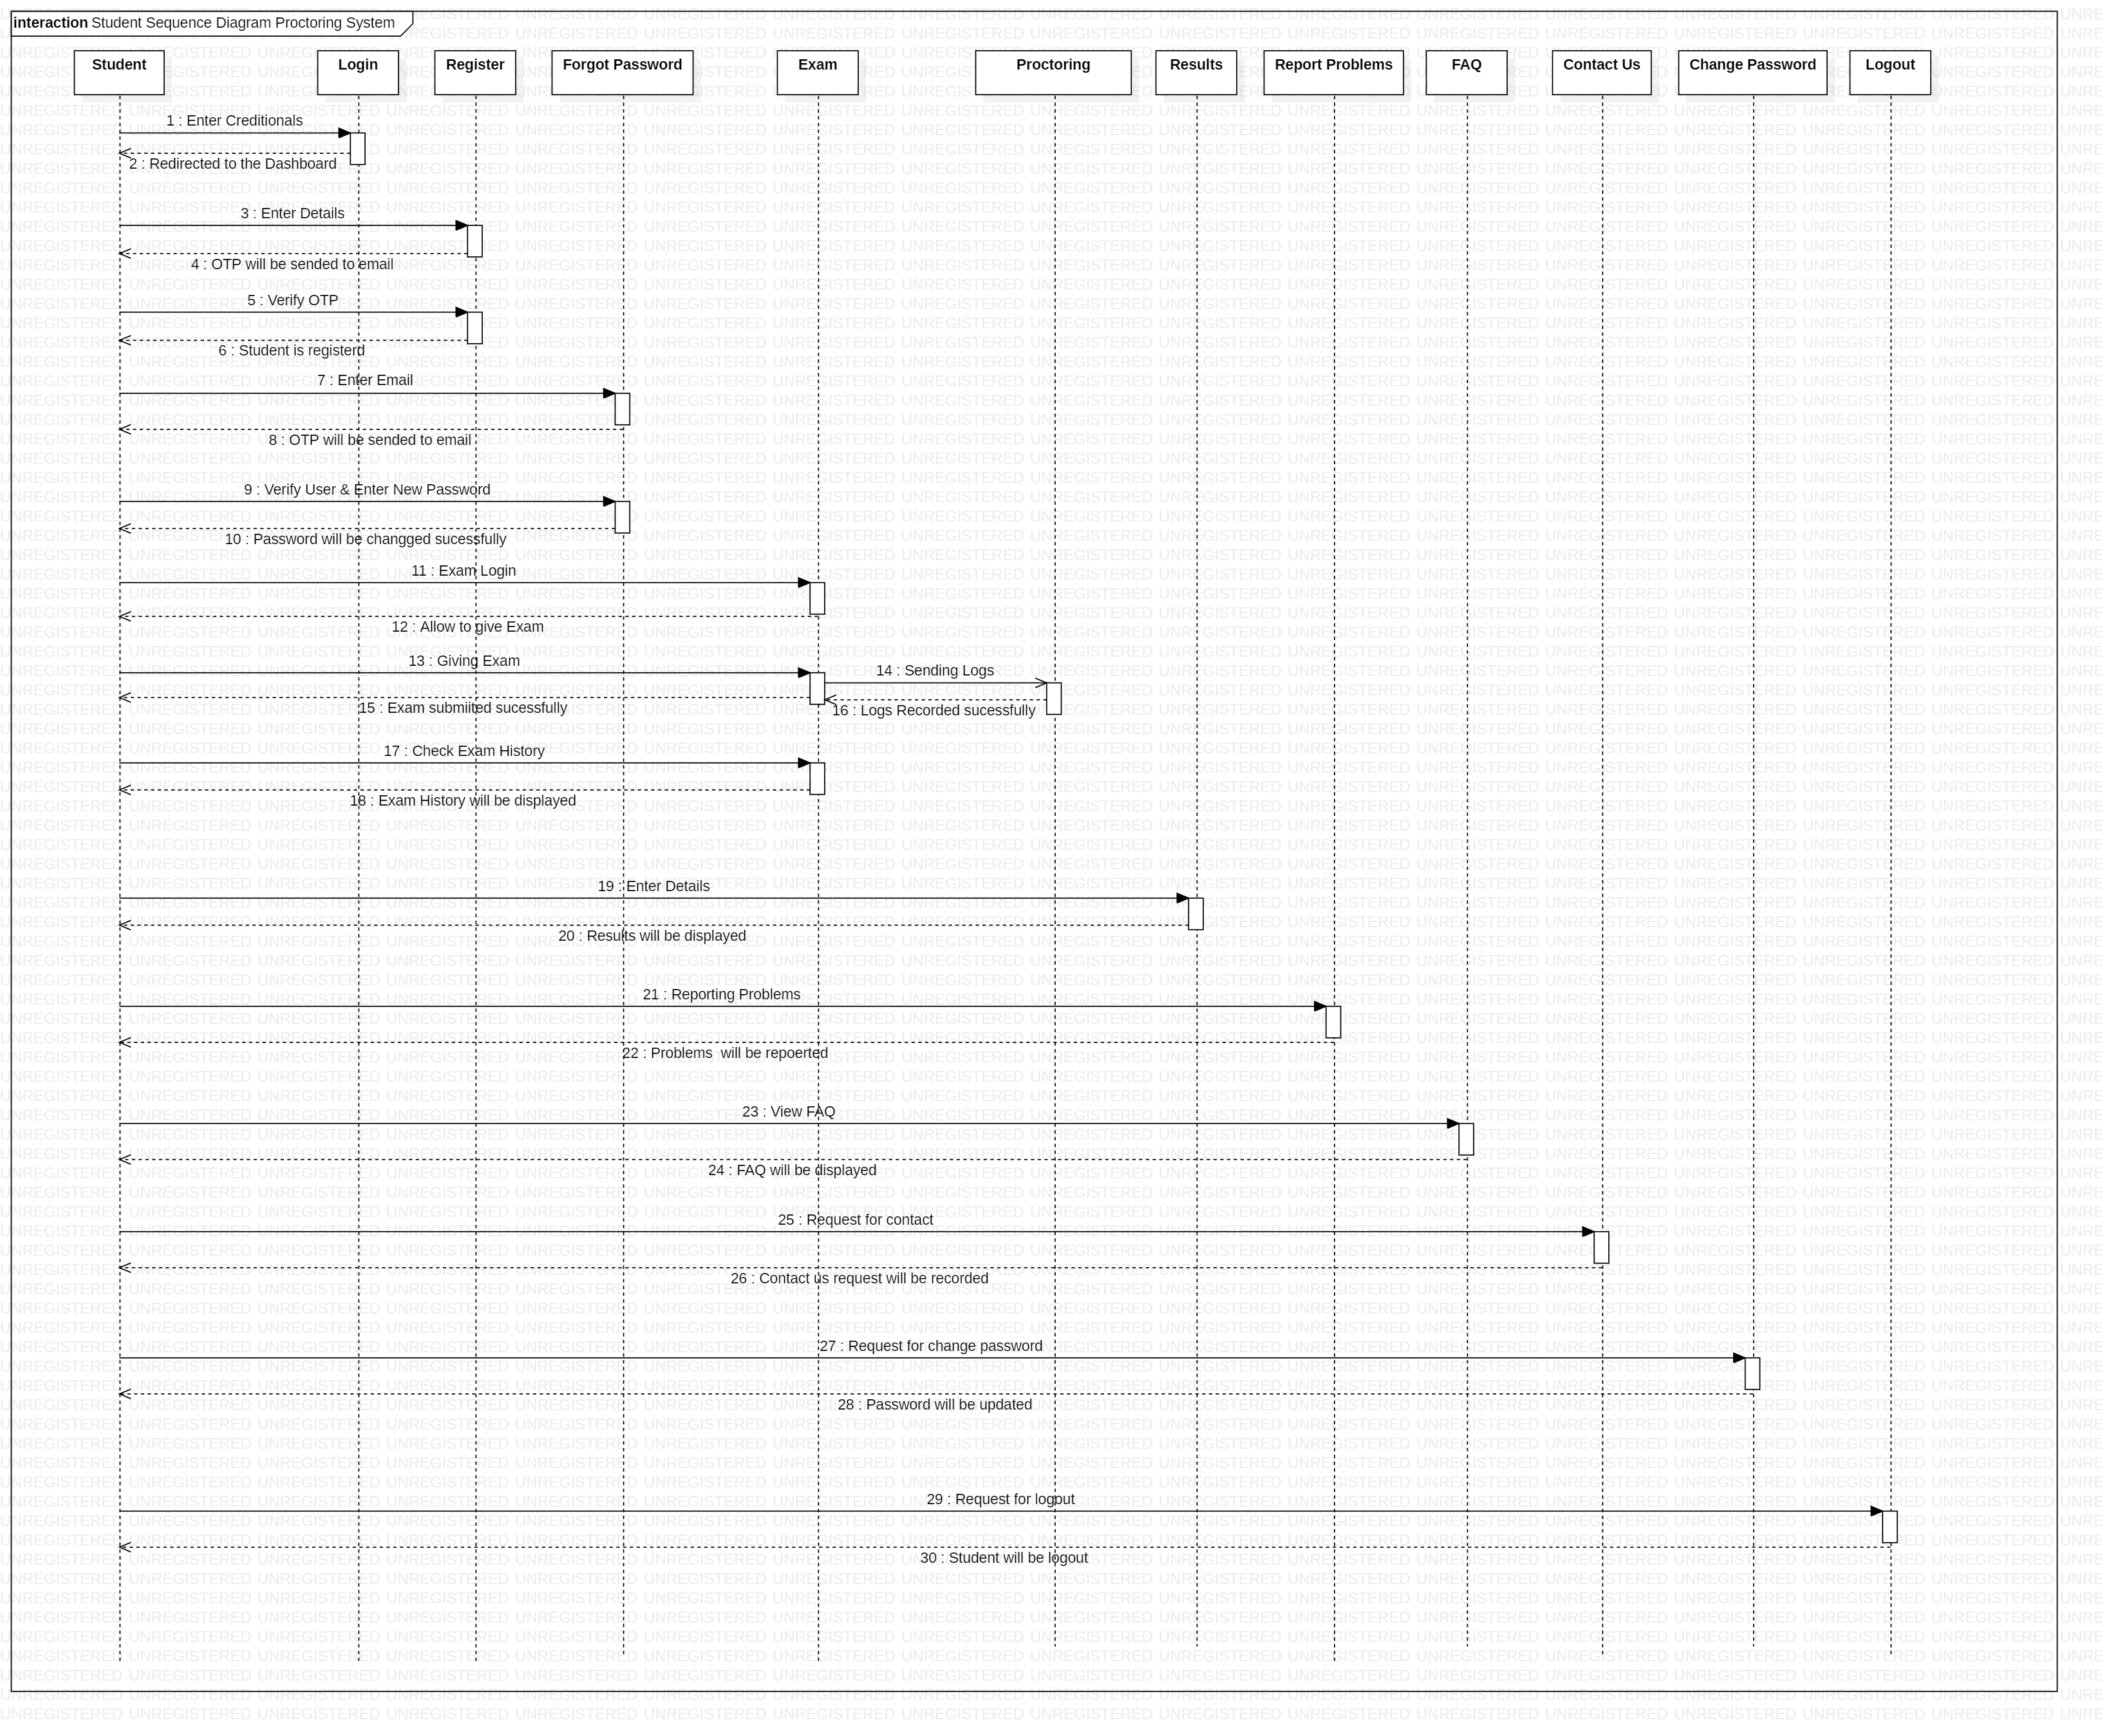 interaction Student Sequence Diagram Proctoring System
Student
Login
Register
Forgot Password
Exam
Proctoring
Results
Report Problems
FAQ
Contact Us
Change Password
Logout
1 : Enter Creditionals
2 : Redirected to the Dashboard
3 : Enter Details
4 : OTP will be sended to email
5 : Verify OTP
6 : Student is registerd
7 : Enter Email
8 : OTP will be sended to email
9 : Verify User & Enter New Password
10 : Password will be changged sucessfully
11 : Exam Login
12 : Allow to give Exam
13 : Giving Exam
14 : Sending Logs
15 : Exam submiited sucessfully
16 : Logs Recorded sucessfully
17 : Check Exam History
18 : Exam History will be displayed
19 : Enter Details
20 : Results will be displayed
21 : Reporting Problems
22 : Problems  will be repoerted
23 : View FAQ
24 : FAQ will be displayed
25 : Request for contact
26 : Contact us request will be recorded
27 : Request for change password
28 : Password will be updated
29 : Request for logout
30 : Student will be logout
UNREGISTERED